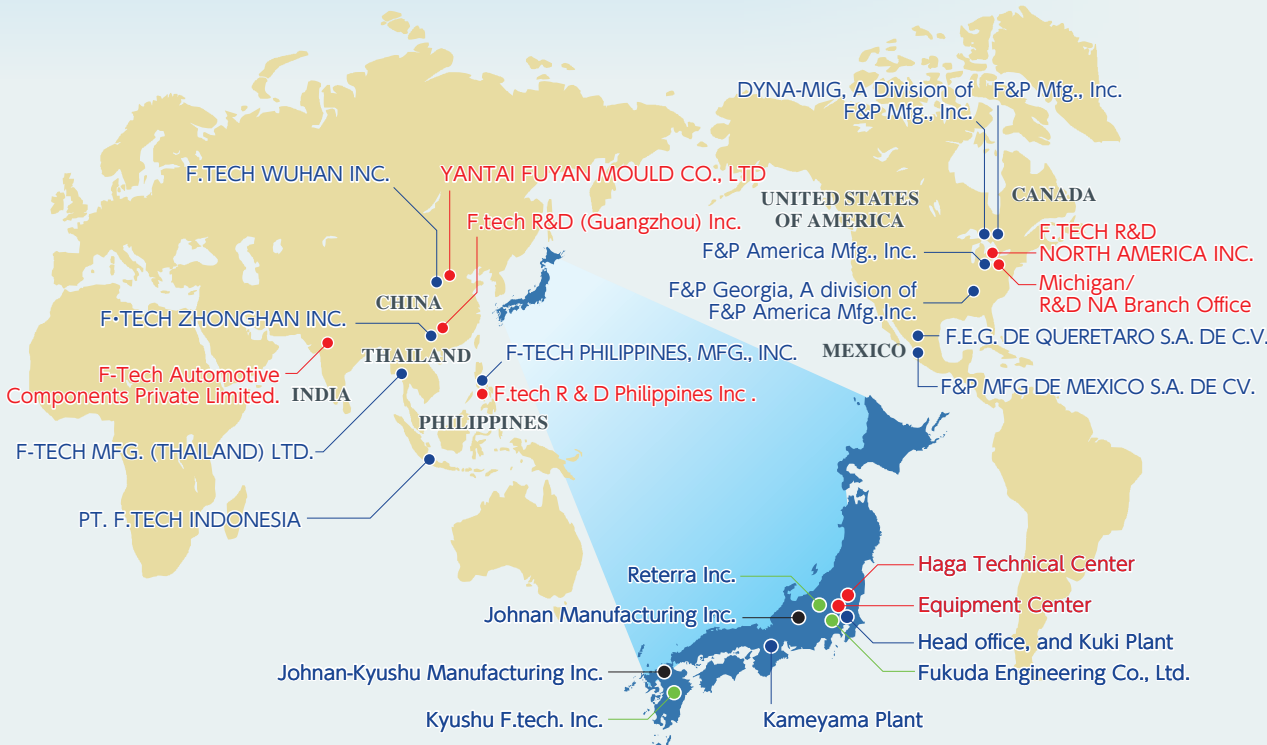 DYNA-MIG, A Division of
F&P Mfg., Inc.
F&P Mfg., Inc.
F.TECH WUHAN INC.
YANTAI FUYAN MOULD CO., LTD
UNITED STATES
OF AMERICA
CANADA
F.tech R&D (Guangzhou) Inc.
F.TECH R&D
NORTH AMERICA INC.
F&P America Mfg., Inc.
Michigan/
R&D NA Branch Office
F&P Georgia, A division of
F&P America Mfg.,Inc.
CHINA
F•TECH ZHONGHAN INC.
F.E.G. DE QUERETARO S.A. DE C.V.
THAILAND
F-TECH PHILIPPINES, MFG., INC.
MEXICO
F-Tech Automotive
Components Private Limited.
INDIA
F.tech R & D Philippines Inc .
F&P MFG DE MEXICO S.A. DE CV.
PHILIPPINES
F-TECH MFG. (THAILAND) LTD.
PT. F.TECH INDONESIA
Reterra Inc.
Haga Technical Center
Johnan Manufacturing Inc.
Equipment Center
Head office, and Kuki Plant
Johnan-Kyushu Manufacturing Inc.
Fukuda Engineering Co., Ltd.
Kyushu F.tech. Inc.
Kameyama Plant